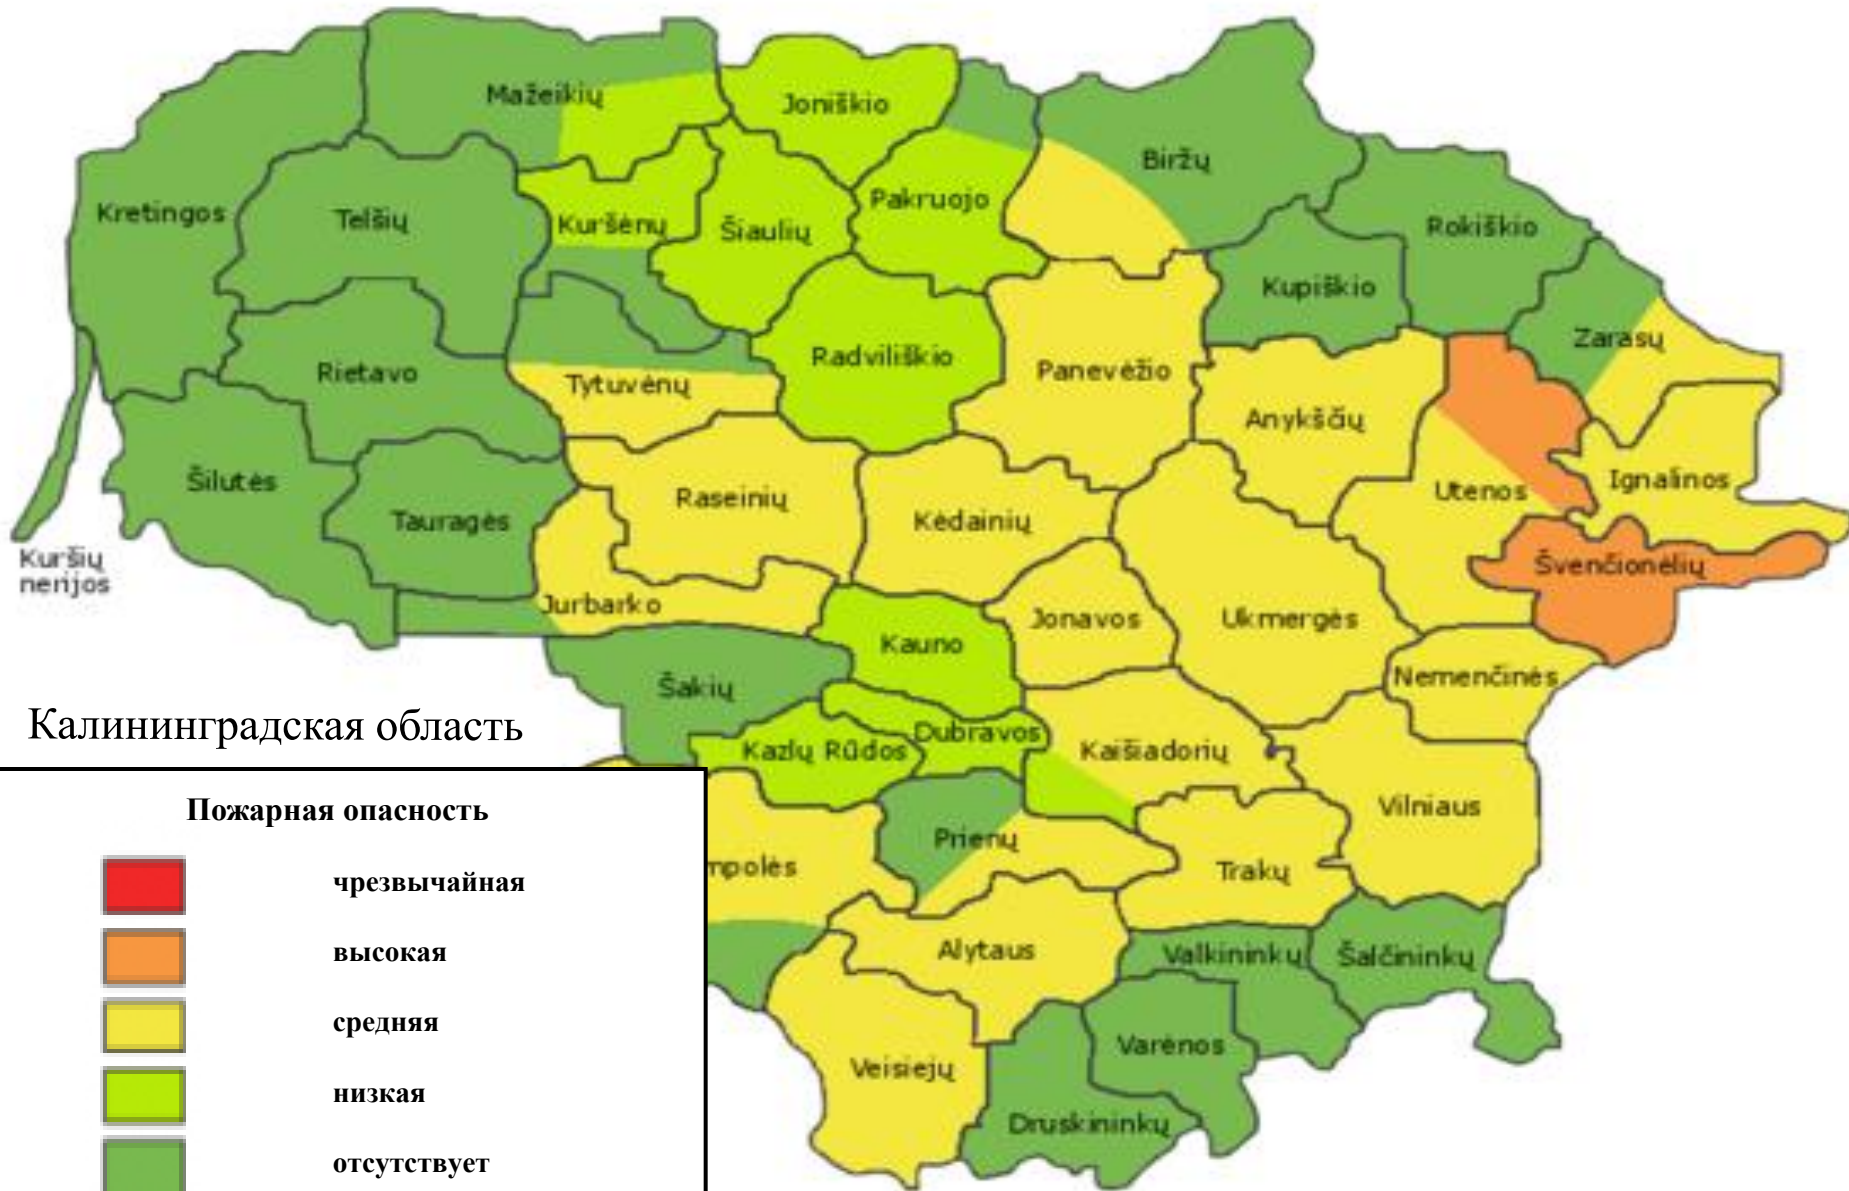 Mažeikių
Joniškio
Biržų
Kretingos
Telšių
Kuršėnų
Šiaulių
Pakruojo
Rokiškio
Kupiškio
Zarasų
Rietavo
Tytuvėnų
Radviliškio
Panevėžio
Anykščių
Šilutės
Tauragės
Raseinių
Kėdainių
Utenos
Ignalinos
Kuršių
nerijos
Švenčionėlių
Jurbarko
Kauno
Jonavos
Ukmergės
Nemenčinės
Šakių
Калининградская область
Kazlų Rūdos
Dubravos
Kaišiadorių
Vilniaus
Prienų
mpolės
Trakų
Alytaus
Valkininkų
Šalčininkų
Veisiejų
Varėnos
Druskininkų
Пожарная опасность
чрезвычайная
высокая
средняя
низкая
отсутствует